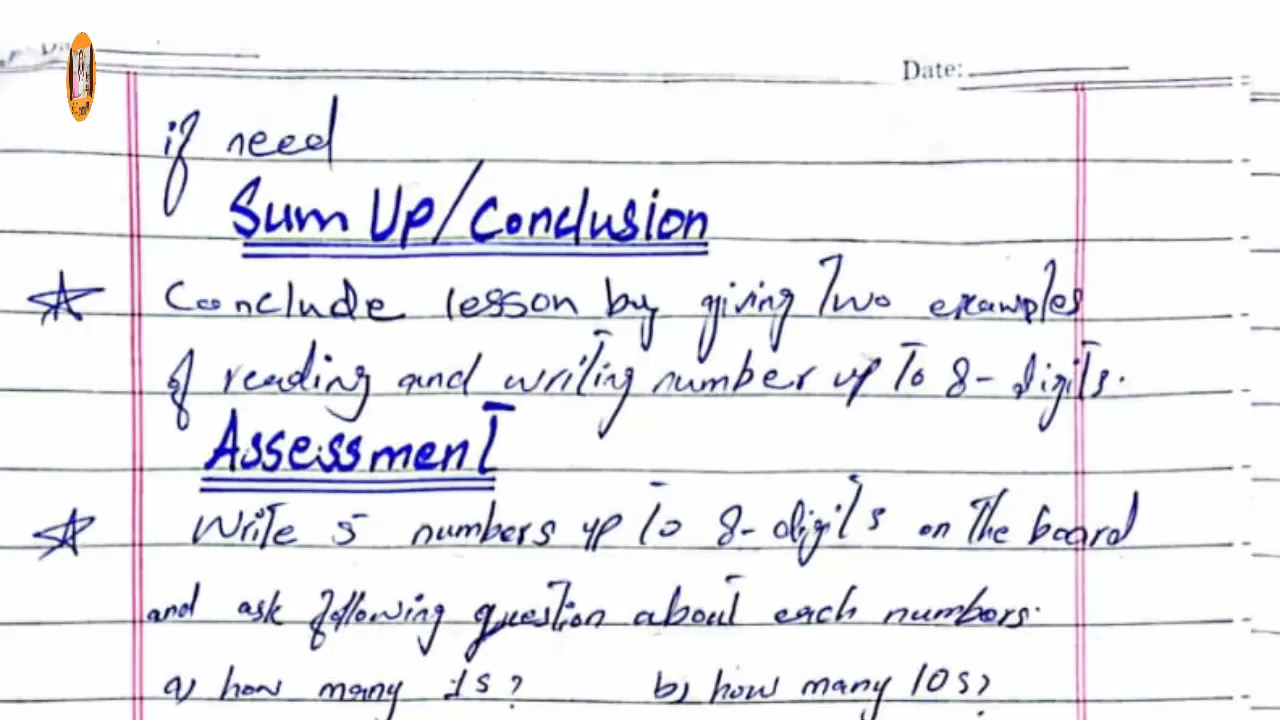 Date:
if need
Sum Up/Conclusion
Conclude lesson by giving Two examples
of reading and writing number up To 8-digits.
Assessment
Write 5 numbers up to 8-digits on The board
and ask following question about each numbers.
a) how many 1s? b) how many 10s?